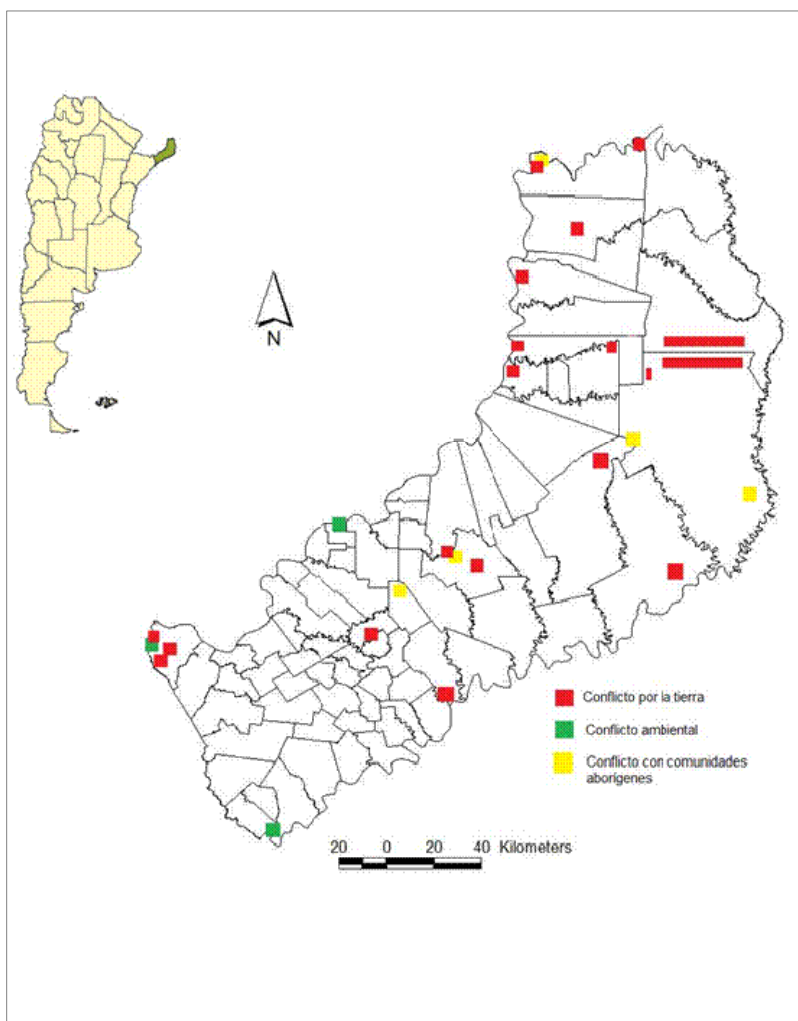 N
Conflicto por la tierra
Conflicto ambiental
Conflicto con comunidades
aborígenes
20 0 20 40 Kilometers